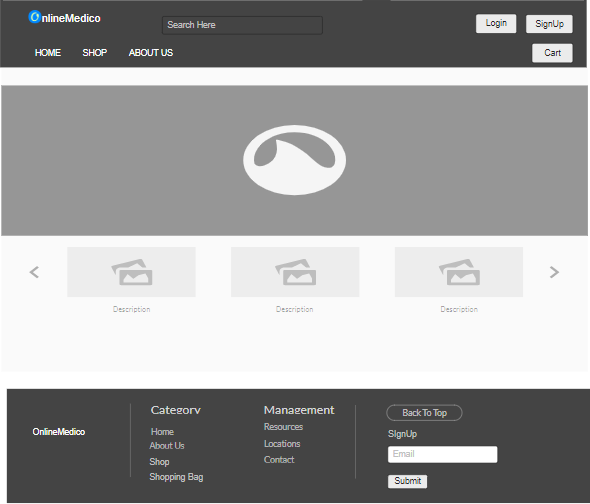 OnlineMedico
Search Here
Login
SignUp
HOME
SHOP
ABOUT US
Cart
Description
Description
Description
OnlineMedico
Category
Home
About Us
Shop
Shopping Bag
Management
Resources
Locations
Contact
Back To Top
SIgnUp
Email
Submit